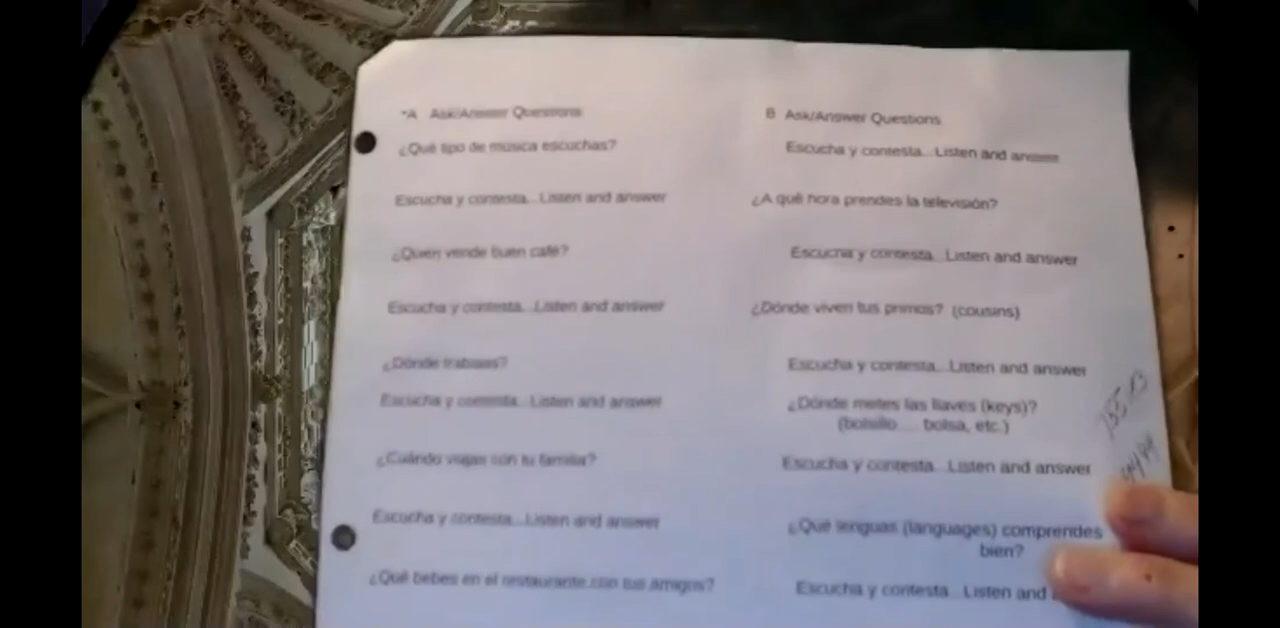 *A Ask/Answer Questions
¿Qué tipo de música escuchas?
Escucha y contesta...Listen and answer
¿Quién vende buen café?
Escucha y contesta...Listen and answer
¿Dónde trabajas?
Escucha y contesta...Listen and answer
¿Cuándo viajas con tu familia?
Escucha y contesta...Listen and answer
¿Qué bebes en el restaurante con tus amigos?
B Ask/Answer Questions
Escucha y contesta...Listen and answer
¿A qué hora prendes la televisión?
Escucha y contesta...Listen and answer
¿Dónde viven tus primos? (cousins)
Escucha y contesta...Listen and answer
¿Dónde metes las llaves (keys)?
(bolsillo.... bolsa, etc.)
Escucha y contesta...Listen and answer
¿Qué lenguas (languages) comprendes
bien?
Escucha y contesta...Listen and